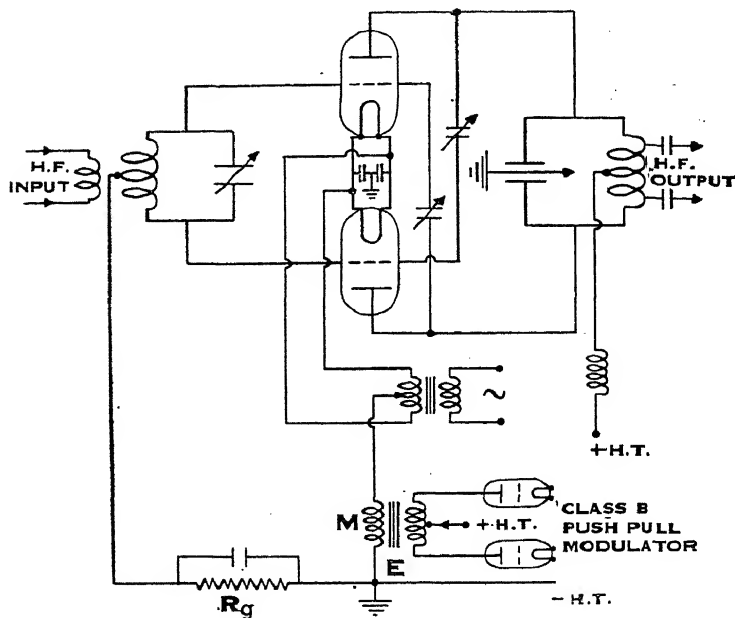 H.F.
INPUT
H.F.
OUTPUT
~
+H.T.
M
E
+H.T.
CLASS B
PUSH PULL
MODULATOR
Rg
-H.T.